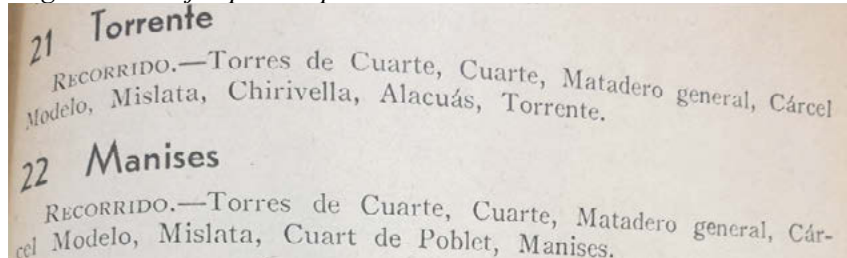 21 Torrente
RECORRIDO.—Torres de Cuarte, Cuarte, Matadero general, Cárcel
Modelo, Mislata, Chirivella, Alacuás, Torrente.
22 Manises
RECORRIDO.—Torres de Cuarte, Cuarte, Matadero general, Cár-
cel Modelo, Mislata, Cuart de Poblet, Manises.